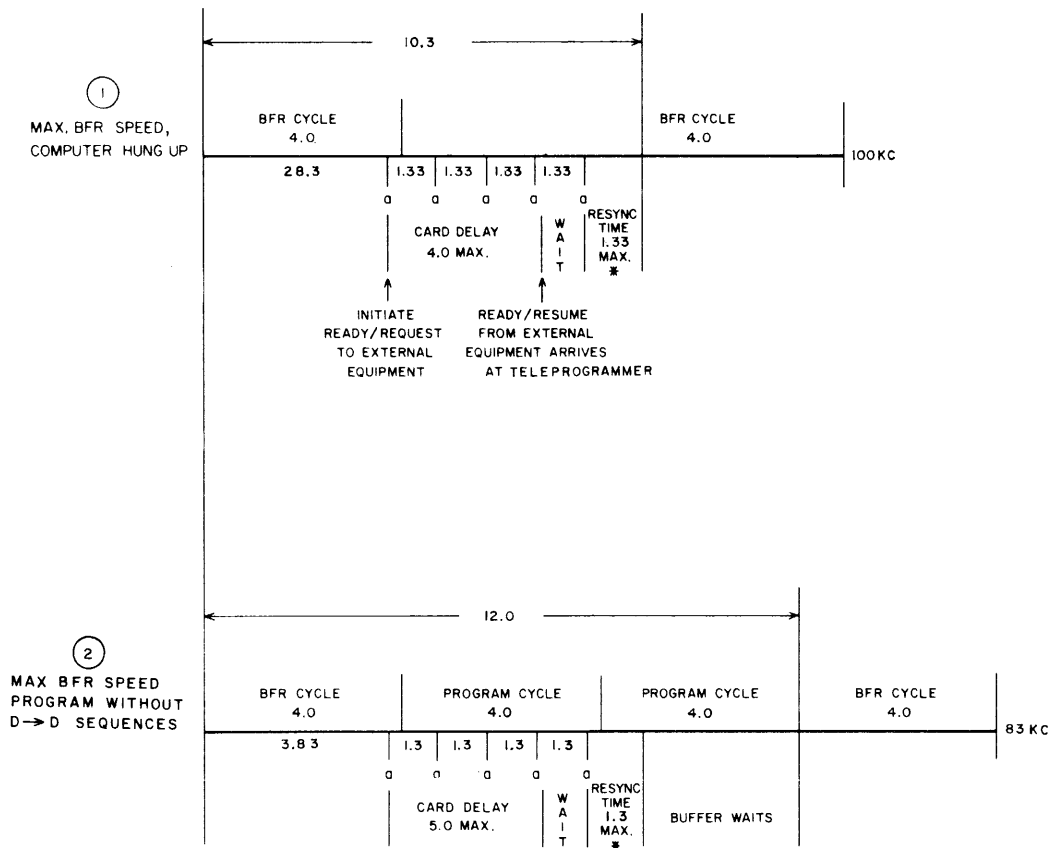 10.3
1
MAX. BFR SPEED,
COMPUTER HUNG UP
BFR CYCLE
4.0
BFR CYCLE
4.0
100 KC
28.3
1.33 1.33 1.33 1.33
a a a a a
CARD DELAY
4.0 MAX.
WAIT
RESYNC
TIME
1.33
MAX.
*
INITIATE
READY/REQUEST
TO EXTERNAL
EQUIPMENT
READY/RESUME
FROM EXTERNAL
EQUIPMENT ARRIVES
AT TELEPROGRAMMER
12.0
2
MAX BFR SPEED
PROGRAM WITHOUT
D→D SEQUENCES
BFR CYCLE
4.0
PROGRAM CYCLE
4.0
PROGRAM CYCLE
4.0
BFR CYCLE
4.0
83 KC
3.83
1.3 1.3 1.3 1.3
a a a a a
CARD DELAY
5.0 MAX.
WAIT
RESYNC
TIME
1.3
MAX.
*
BUFFER WAITS